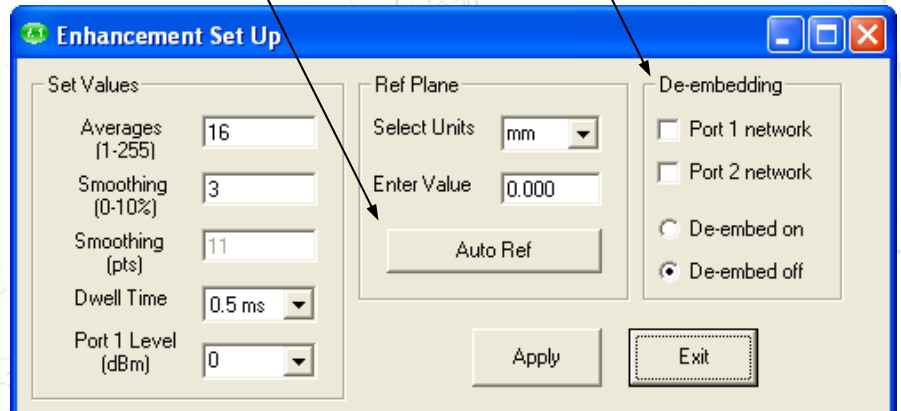 Enhancement Set Up
Set Values
Averages
(1-255)
16
Smoothing
(0-10%)
3
Smoothing
(pts)
11
Dwell Time
0.5 ms
Port 1 Level
(dBm)
0
Ref Plane
Select Units
mm
Enter Value
0.000
Auto Ref
De-embedding
Port 1 network
Port 2 network
De-embed on
De-embed off
Apply
Exit